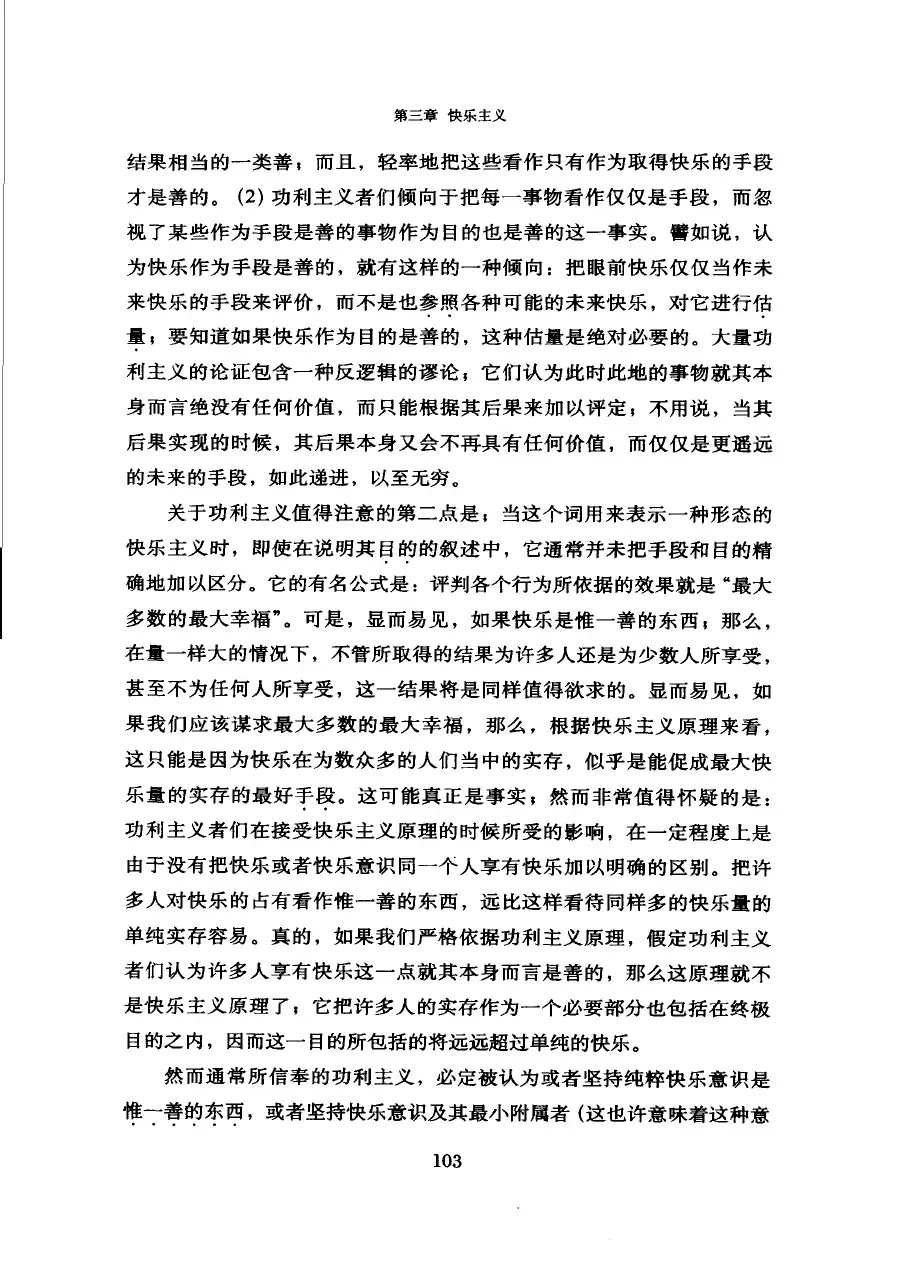 第三章 快乐主义
结果相当的一类善；而且，轻率地把这些看作只有作为取得快乐的手段
才是善的。(2) 功利主义者们倾向于把每一事物看作仅仅是手段，而忽
视了某些作为手段是善的事物作为目的也是善的这一事实。譬如说，认
为快乐作为手段是善的，就有这样的一种倾向：把眼前快乐仅仅当作未
来快乐的手段来评价，而不是也参照各种可能的未来快乐，对它进行估
量；要知道如果快乐作为目的是善的，这种估量是绝对必要的。大量功
利主义的论证包含一种反逻辑的谬论；它们认为此时此地的事物就其本
身而言绝没有任何价值，而只能根据其后果来加以评定；不用说，当其
后果实现的时候，其后果本身又会不再具有任何价值，而仅仅是更遥远
的未来的手段，如此递进，以至无穷。
关于功利主义值得注意的第二点是；当这个词用来表示一种形态的
快乐主义时，即使在说明其目的的叙述中，它通常并未把手段和目的精
确地加以区分。它的有名公式是：评判各个行为所依据的效果就是“最大
多数的最大幸福”。可是，显而易见，如果快乐是惟一善的东西；那么，
在量一样大的情况下，不管所取得的结果为许多人还是为少数人所享受，
甚至不为任何人所享受，这一结果将是同样值得欲求的。显而易见，如
果我们应该谋求最大多数的最大幸福，那么，根据快乐主义原理来看，
这只能是因为快乐在为数众多的人们当中的实存，似乎是能促成最大快
乐量的实存的最好手段。这可能真正是事实；然而非常值得怀疑的是：
功利主义者们在接受快乐主义原理的时候所受的影响，在一定程度上是
由于没有把快乐或者快乐意识同一个人享有快乐加以明确的区别。把许
多人对快乐的占有看作惟一善的东西，远比这样看待同样多的快乐量的
单纯实存容易。真的，如果我们严格依据功利主义原理，假定功利主义
者们认为许多人享有快乐这一点就其本身而言是善的，那么这原理就不
是快乐主义原理了；它把许多人的实存作为一个必要部分也包括在终极
目的之内，因而这一目的所包括的将远远超过单纯的快乐。
然而通常所信奉的功利主义，必定被认为或者坚持纯粹快乐意识是
惟一善的东西，或者坚持快乐意识及其最小附属者（这也许意味着这种意
103